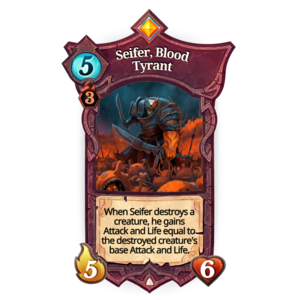 Seifer, Blood
Tyrant
5
3
When Seifer destroys a
creature, he gains
Attack and Life equal to
the destroyed creature's
base Attack and Life.
5
6